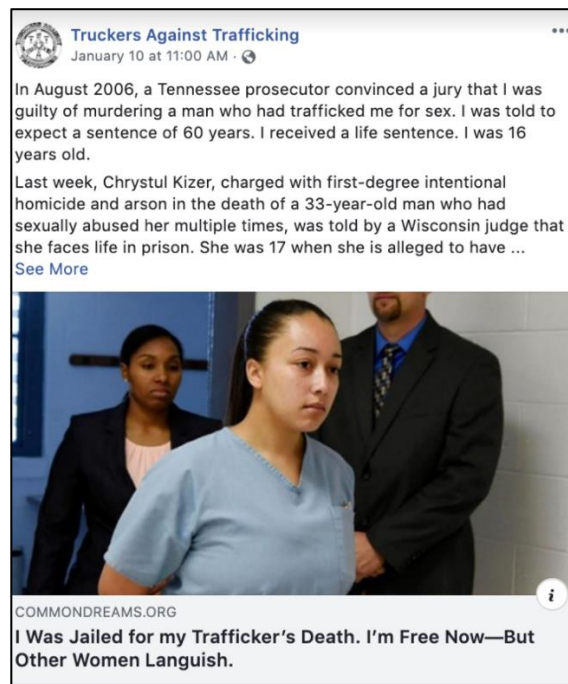 Truckers Against Trafficking
January 10 at 11:00 AM ·
In August 2006, a Tennessee prosecutor convinced a jury that I was
guilty of murdering a man who had trafficked me for sex. I was told to
expect a sentence of 60 years. I received a life sentence. I was 16
years old.
Last week, Chrystul Kizer, charged with first-degree intentional
homicide and arson in the death of a 33-year-old man who had
sexually abused her multiple times, was told by a Wisconsin judge that
she faces life in prison. She was 17 when she is alleged to have ...
See More
i
COMMONDREAMS.ORG
I Was Jailed for my Trafficker’s Death. I’m Free Now—But
Other Women Languish.